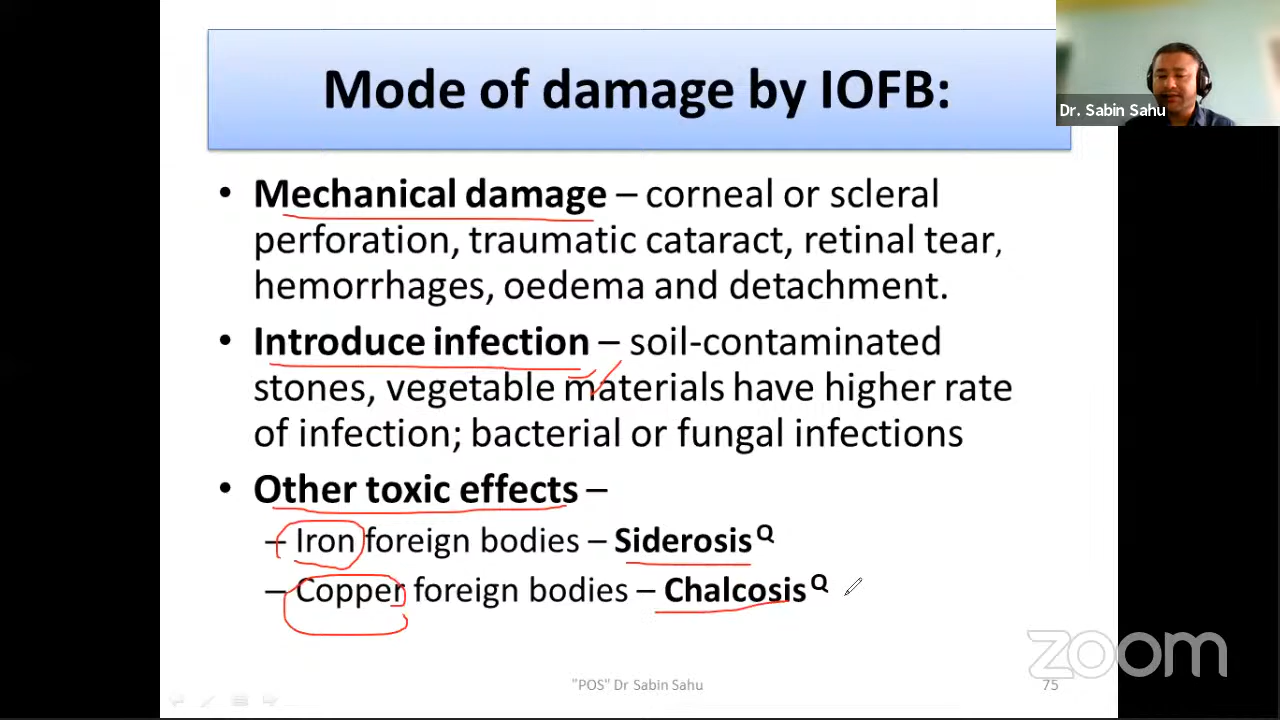 Mode of damage by IOFB:
Dr. Sabin Sahu
• Mechanical damage – corneal or scleral
perforation, traumatic cataract, retinal tear,
hemorrhages, oedema and detachment.
• Introduce infection – soil-contaminated
stones, vegetable materials have higher rate
of infection; bacterial or fungal infections
• Other toxic effects –
– Iron foreign bodies – Siderosis Q
– Copper foreign bodies – Chalcosis Q
zoom
"POS" Dr Sabin Sahu
75